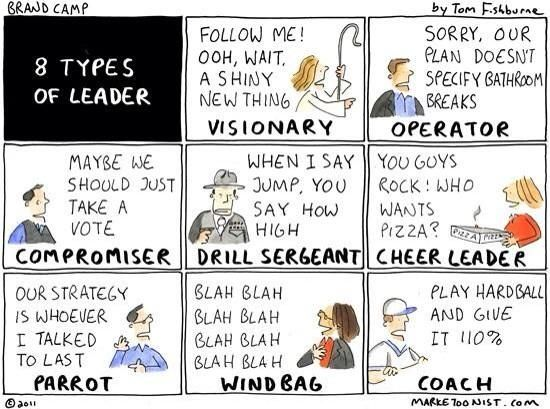 BRAND CAMP
by Tom Fishburne
8 TYPES
OF LEADER
FOLLOW ME!
OOH, WAIT,
A SHINY
NEW THING
VISIONARY
SORRY, OUR
PLAN DOESN'T
SPECIFY BATHROOM
BREAKS
OPERATOR
MAYBE WE
SHOULD JUST
TAKE A
VOTE
COMPROMISER
WHEN I SAY
JUMP, YOU
SAY HOW
HIGH
DRILL SERGEANT
YOU GUYS
ROCK! WHO
WANTS
PIZZA?
PIZZA PIZZA
CHEER LEADER
OUR STRATEGY
IS WHOEVER
I TALKED
TO LAST
PARROT
BLAH BLAH
BLAH BLAH
BLAH BLAH
BLAH BLAH
WINDBAG
PLAY HARDBALL
AND GIVE
IT 110%
COACH
© 2011
MARKETOONIST.COM